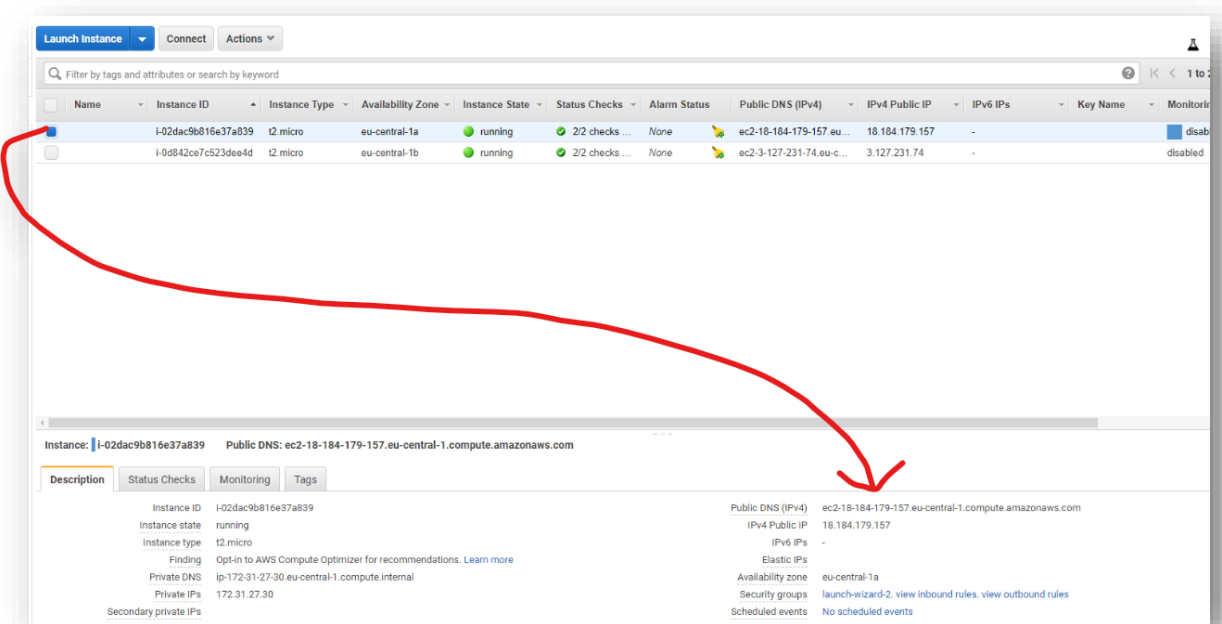 Launch Instance Connect Actions
Filter by tags and attributes or search by keyword 1 to
Name Instance ID Instance Type Availability Zone Instance State Status Checks Alarm Status Public DNS (IPv4) IPv4 Public IP IPv6 IPs Key Name
i-02dac9b816e37a839 t2.micro eu-central-1a running 2/2 checks ... None ec2-18-184-179-157.eu... 18.184.179.157 -
i-0d842ce7c523dee4d t2.micro eu-central-1b running 2/2 checks ... None ec2-3-127-231-74.eu-c... 3.127.231.74 - disabled
Instance: i-02dac9b816e37a839 Public DNS: ec2-18-184-179-157.eu-central-1.compute.amazonaws.com
Description Status Checks Monitoring Tags
Instance ID i-02dac9b816e37a839 Public DNS (IPv4) ec2-18-184-179-157.eu-central-1.compute.amazonaws.com
Instance state running IPv4 Public IP 18.184.179.157
Instance type t2.micro IPv6 IPs -
Finding Opt-in to AWS Compute Optimizer for recommendations. Learn more Elastic IPs
Private DNS ip-172-31-27-30.eu-central-1.compute.internal Availability zone eu-central-1a
Private IPs 172.31.27.30 Security groups launch-wizard-2. view inbound rules. view outbound rules
Secondary private IPs Scheduled events No scheduled events